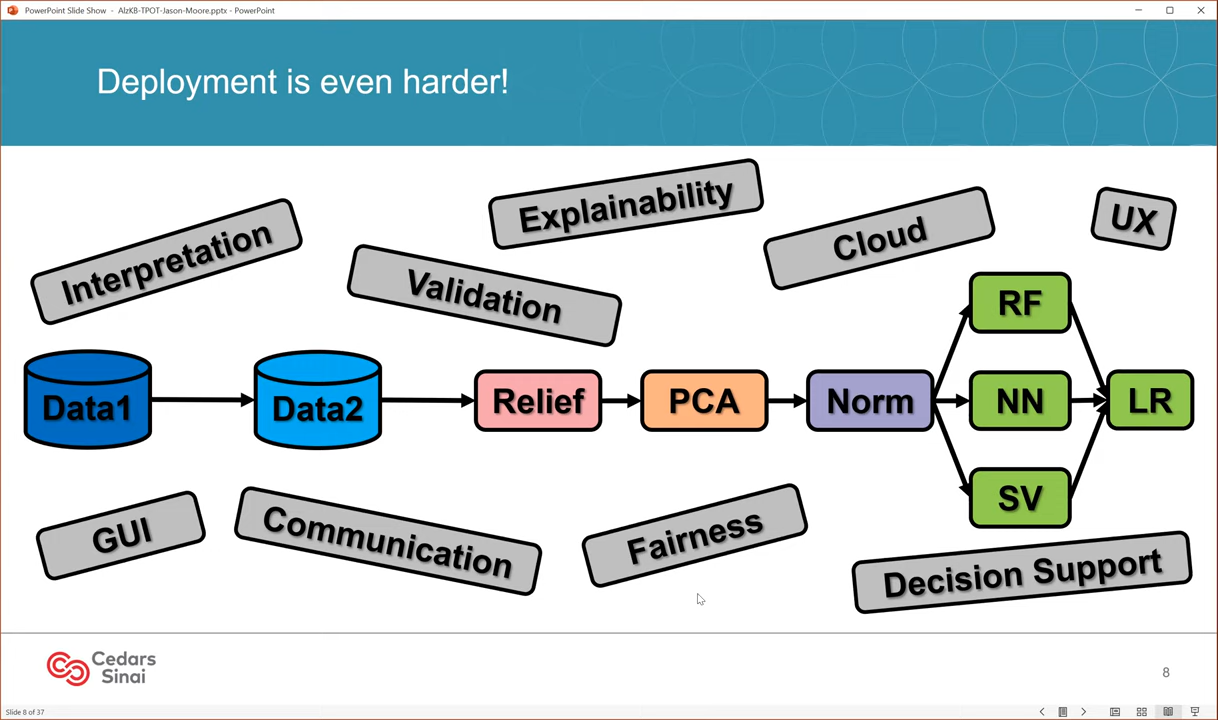 PowerPoint Slide Show - AlzKB-TPOT-Jason-Moore.pptx - PowerPoint
Deployment is even harder!
Interpretation
Validation
Explainability
Cloud
UX
Data1
Data2
Relief
PCA
Norm
RF
NN
SV
LR
GUI
Communication
Fairness
Decision Support
Cedars
Sinai
8
Slide 8 of 37